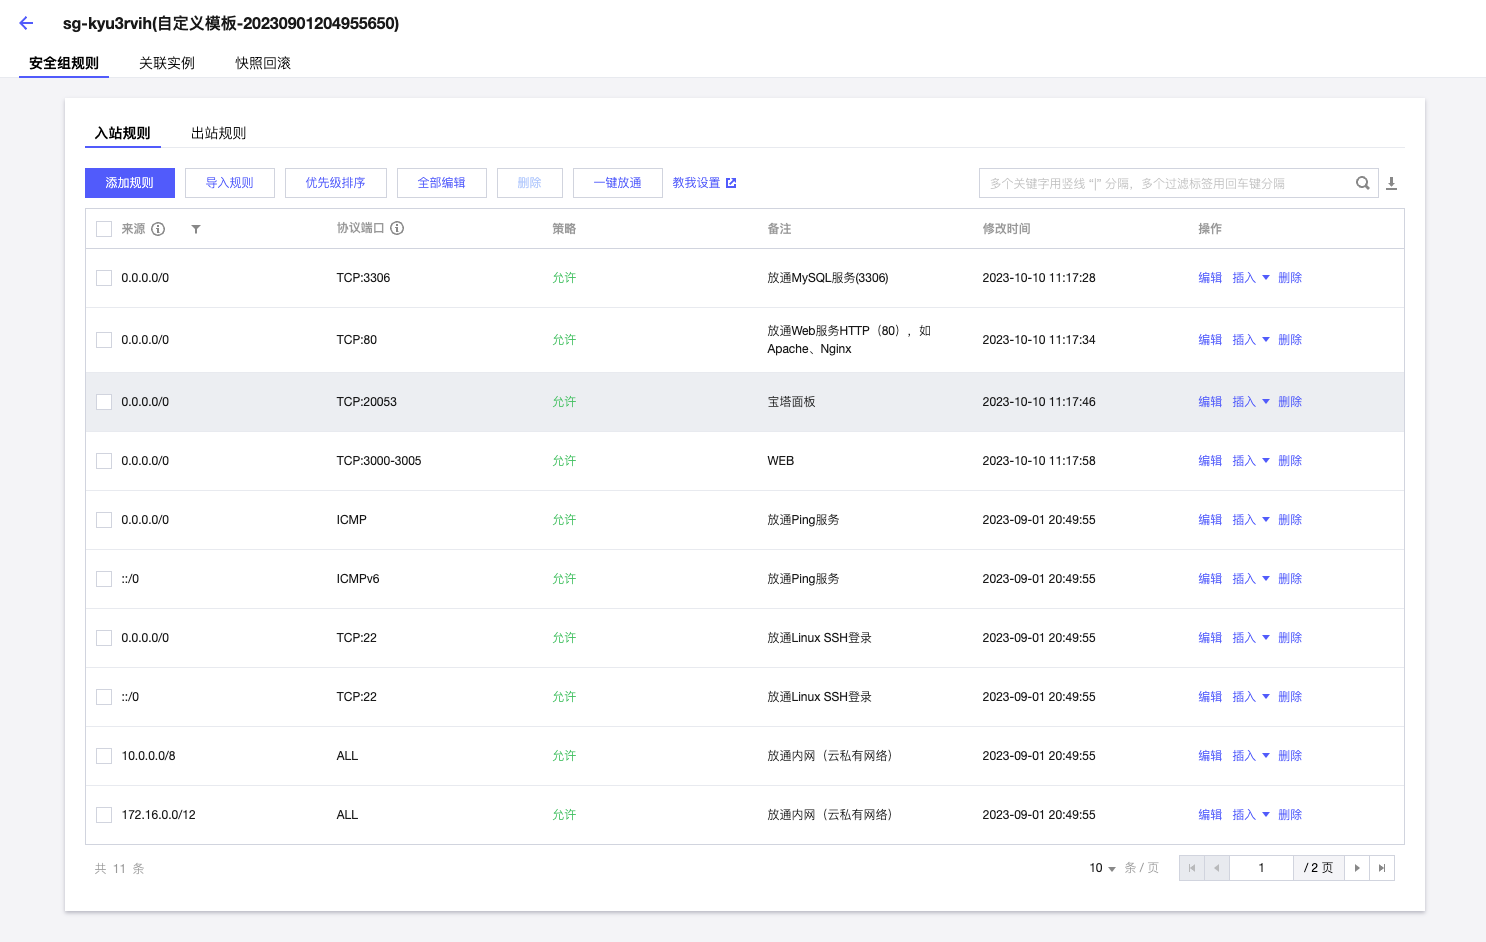 sg-kyu3rvih(自定义模板-20230901204955650)
安全组规则 关联实例 快照回滚
入站规则 出站规则
添加规则 导入规则 优先级排序 全部编辑 删除 一键放通 教我设置 多个关键字用竖线 "|" 分隔，多个过滤标签用回车键分隔
来源 协议端口 策略 备注 修改时间 操作
0.0.0.0/0 TCP:3306 允许 放通MySQL服务(3306) 2023-10-10 11:17:28 编辑 插入 删除
放通Web服务HTTP（80），如
0.0.0.0/0 TCP:80 允许 Apache、Nginx 2023-10-10 11:17:34 编辑 插入 删除
0.0.0.0/0 TCP:20053 允许 宝塔面板 2023-10-10 11:17:46 编辑 插入 删除
0.0.0.0/0 TCP:3000-3005 允许 WEB 2023-10-10 11:17:58 编辑 插入 删除
0.0.0.0/0 ICMP 允许 放通Ping服务 2023-09-01 20:49:55 编辑 插入 删除
::/0 ICMPv6 允许 放通Ping服务 2023-09-01 20:49:55 编辑 插入 删除
0.0.0.0/0 TCP:22 允许 放通Linux SSH登录 2023-09-01 20:49:55 编辑 插入 删除
::/0 TCP:22 允许 放通Linux SSH登录 2023-09-01 20:49:55 编辑 插入 删除
10.0.0.0/8 ALL 允许 放通内网（云私有网络） 2023-09-01 20:49:55 编辑 插入 删除
172.16.0.0/12 ALL 允许 放通内网（云私有网络） 2023-09-01 20:49:55 编辑 插入 删除
共 11 条 10 条 / 页 1 / 2 页